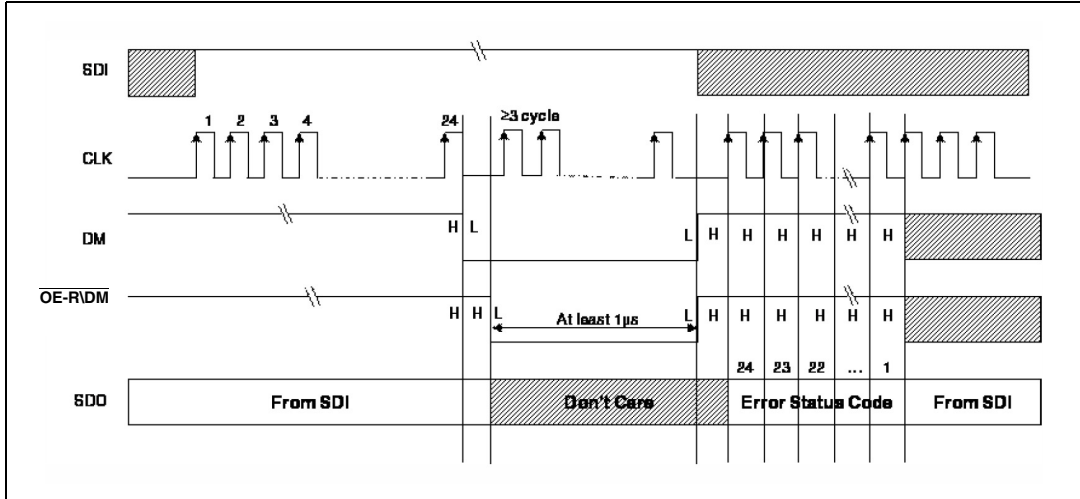 SDI
1 2 3 4 24 ≥3 cycle
CLK
H L L H H H H H H
DM
OE-R\DM
H H L At least 1µs L H H H H H H
24 23 22 ... 1
SDO From SDI Don't Care Error Status Code From SDI